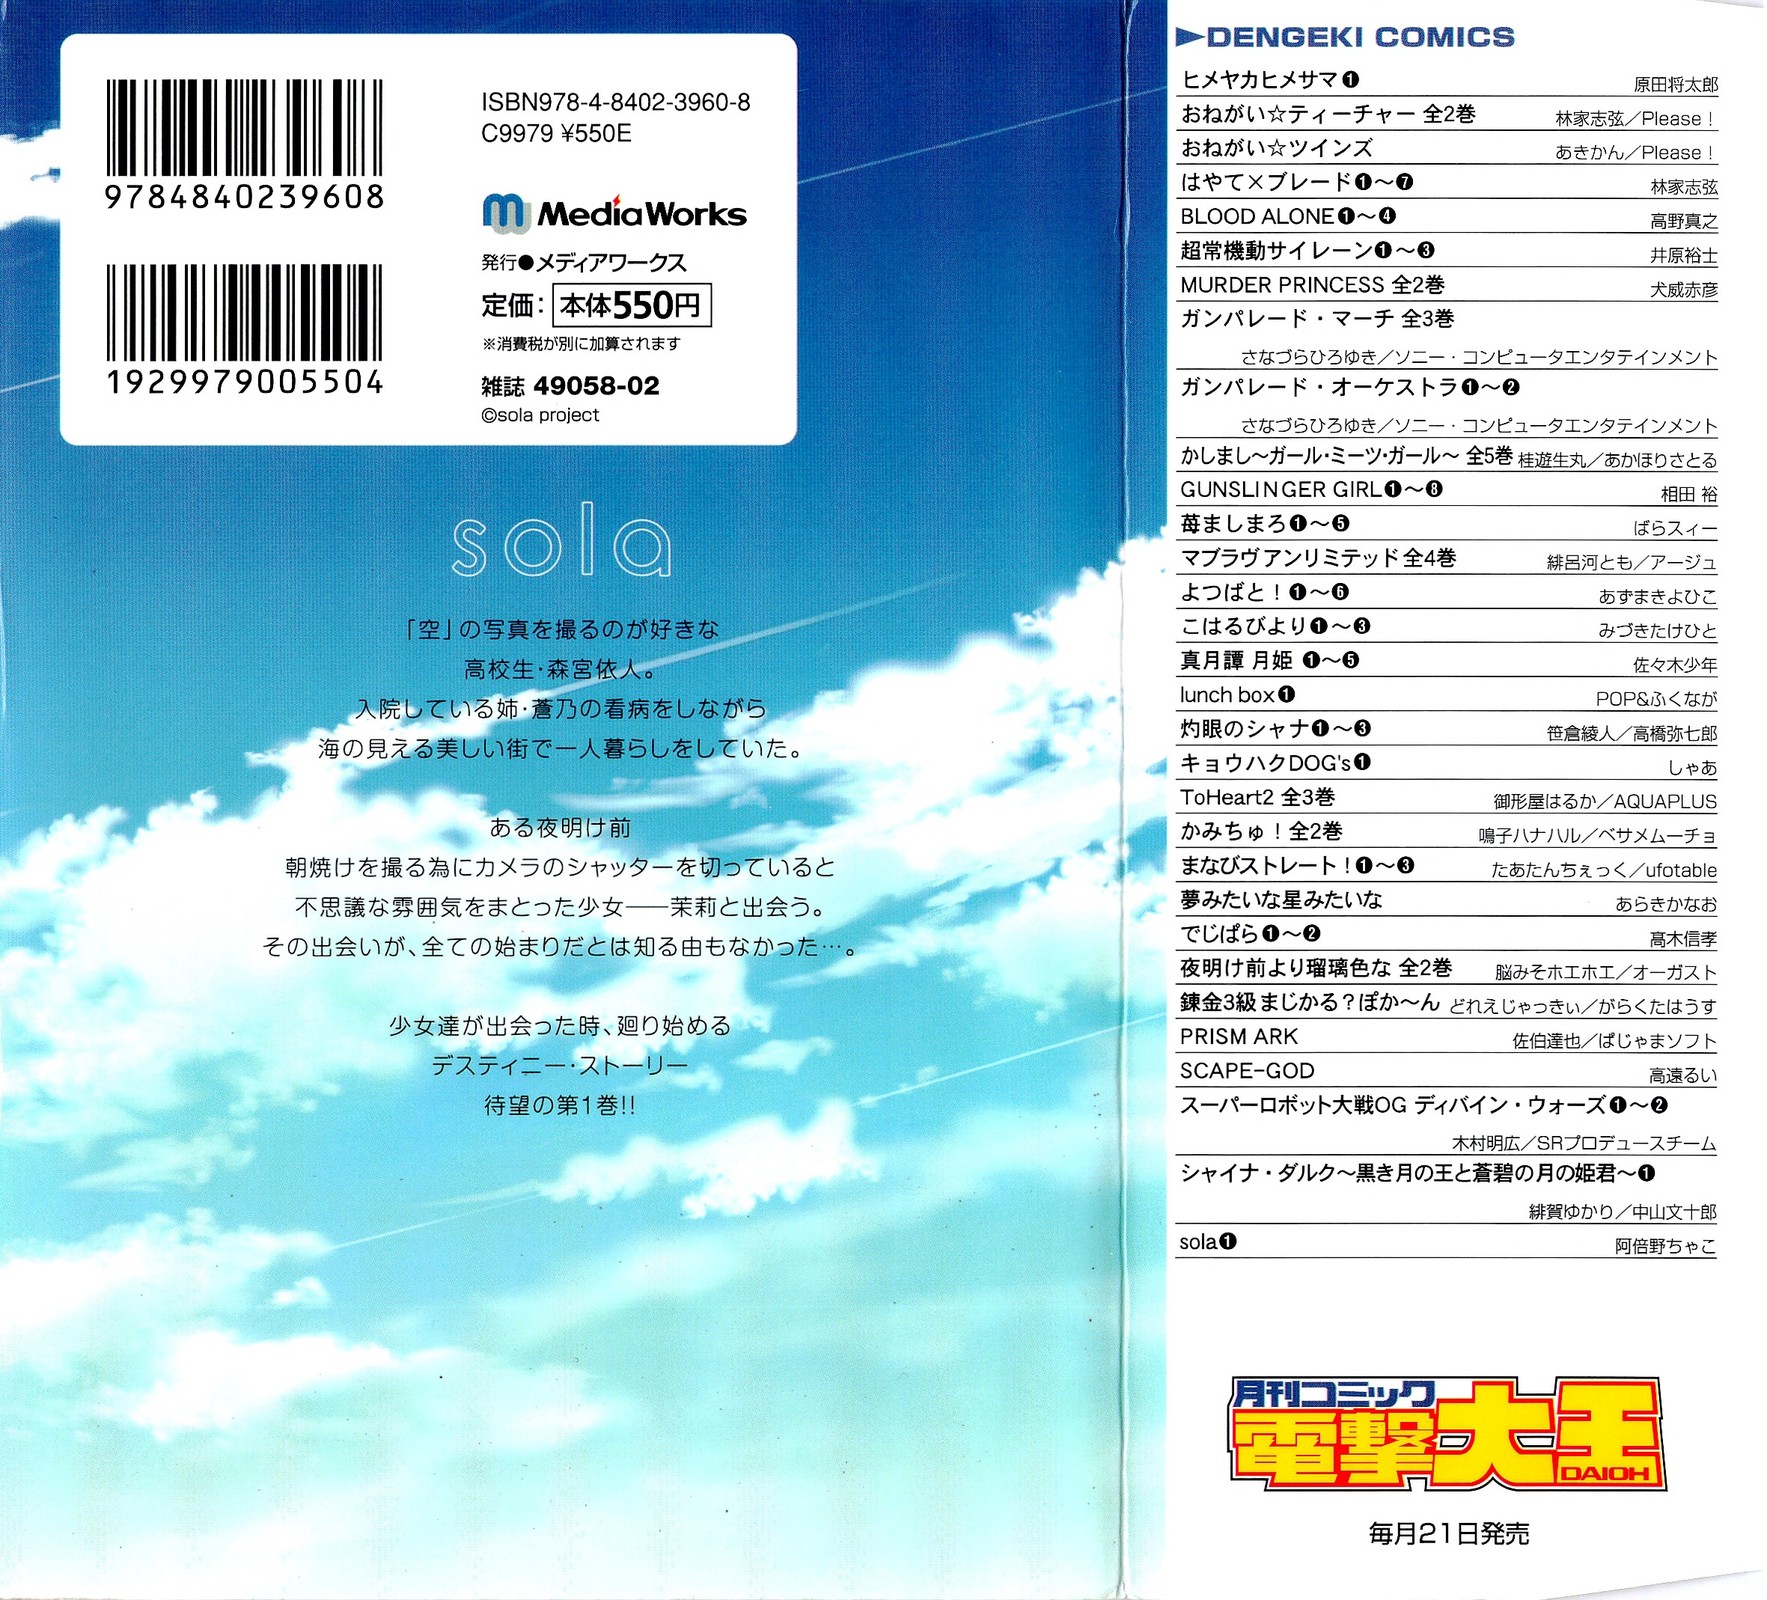 9784840239608
1929979005504
ISBN978-4-8402-3960-8
C9979 ¥550E
MediaWorks
発行●メディアワークス
定価：本体550円
※消費税が別に加算されます
雑誌 49058-02
©sola project
sola
「空」の写真を撮るのが好きな
高校生・森宮依人。
入院している姉・蒼乃の看病をしながら
海の見える美しい街で一人暮らしをしていた。
ある夜明け前
朝焼けを撮る為にカメラのシャッターを切っていると
不思議な雰囲気をまとった少女――茉莉と出会う。
その出会いが、全ての始まりだとは知る由もなかった…。
少女達が出会った時、廻り始める
デスティニー・ストーリー
待望の第1巻!!
▶DENGEKI COMICS
ヒメヤカヒメサマ❶ 原田将太郎
おねがい☆ティーチャー 全2巻 林家志弦／Please！
おねがい☆ツインズ あきかん／Please！
はやて×ブレード❶～❼ 林家志弦
BLOOD ALONE❶～❹ 高野真之
超常機動サイレーン❶～❸ 井原裕士
MURDER PRINCESS 全2巻 犬威赤彦
ガンパレード・マーチ 全3巻
さなづらひろゆき／ソニー・コンピュータエンタテインメント
ガンパレード・オーケストラ❶～❷
さなづらひろゆき／ソニー・コンピュータエンタテインメント
かしまし～ガール・ミーツ・ガール～ 全5巻 桂遊生丸／あかほりさとる
GUNSLINGER GIRL❶～❽ 相田 裕
苺ましまろ❶～❺ ばらスィー
マブラヴ アンリミテッド 全4巻 緋呂河とも／アージュ
よつばと！❶～❻ あずまきよひこ
こはるびより❶～❸ みづきたけひと
真月譚 月姫 ❶～❺ 佐々木少年
lunch box❶ POP&ふくなが
灼眼のシャナ❶～❸ 笹倉綾人／高橋弥七郎
キョウハクDOG's❶ しゃあ
ToHeart2 全3巻 御形屋はるか／AQUAPLUS
かみちゅ！全2巻 鳴子ハナハル／ベサメムーチョ
まなびストレート！❶～❸ たあたんちぇっく／ufotable
夢みたいな星みたいな あらきかなお
でじぱら❶～❷ 髙木信孝
夜明け前より瑠璃色な 全2巻 脳みそホエホエ／オーガスト
錬金3級 まじかる？ぽか～ん どれえじゃっきぃ／がらくたはうす
PRISM ARK 佐伯達也／ぱじゃまソフト
SCAPE-GOD 高遠るい
スーパーロボット大戦OG ディバイン・ウォーズ❶～❷
木村明広／SRプロデュースチーム
シャイナ・ダルク～黒き月の王と蒼碧の月の姫君～❶
緋賀ゆかり／中山文十郎
sola❶ 阿倍野ちゃこ
月刊コミック
電撃大王
DAIOH
毎月21日発売